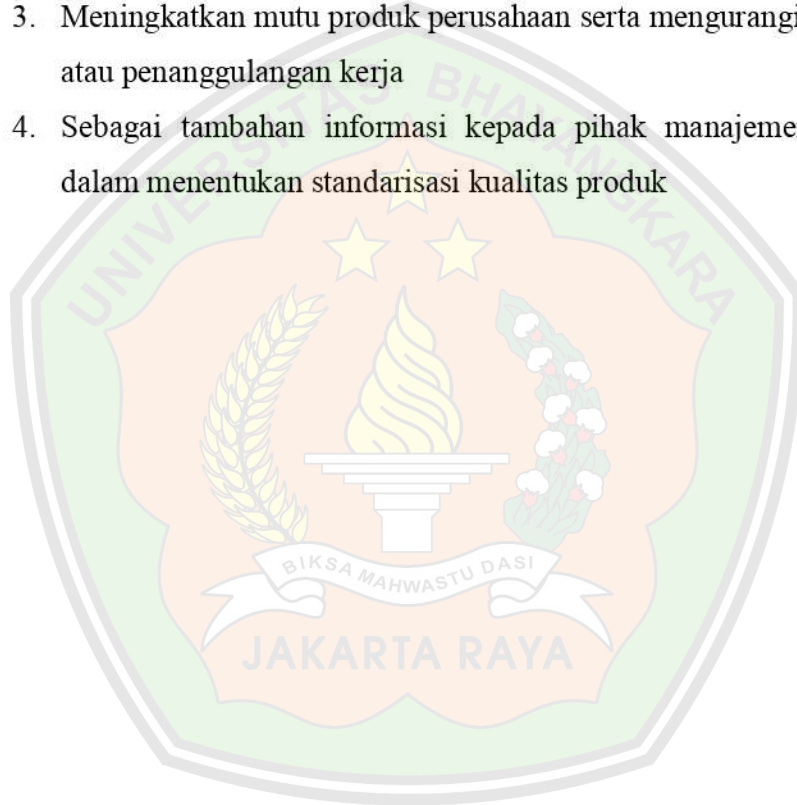 3. Meningkatkan mutu produk perusahaan serta mengurangi
atau penanggulangan kerja
4. Sebagai tambahan informasi kepada pihak manajeme
dalam menentukan standarisasi kualitas produk
UNIVERSITAS BHAYANGKARA
BIKSA MAHWASTU DASI
JAKARTA RAYA